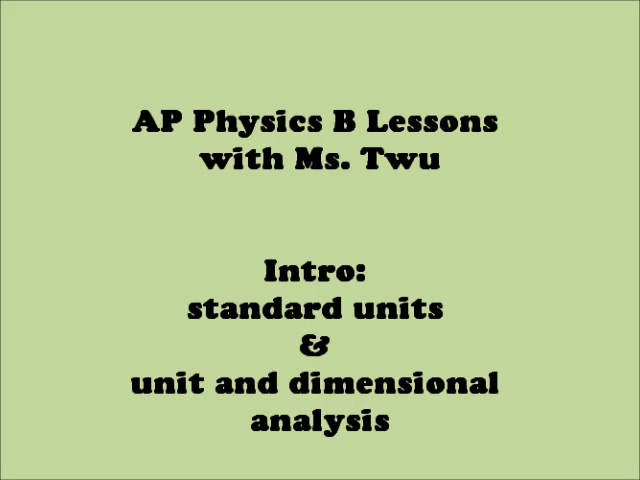 AP Physics B Lessons
with Ms. Twu
Intro:
standard units
&
unit and dimensional
analysis